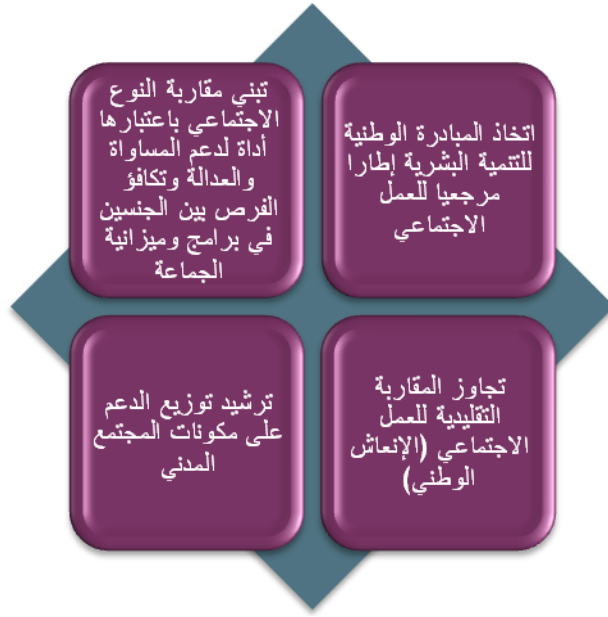 اتخاذ المبادرة الوطنية
للتنمية البشرية إطارا
مرجعيا للعمل
الاجتماعي
تبني مقاربة النوع
الاجتماعي باعتبارها
أداة لدعم المساواة
والعدالة وتكافؤ
الفرص بين الجنسين
في برامج وميزانية
الجماعة
تجاوز المقاربة
التقليدية للعمل
الاجتماعي (الإنعاش
الوطني)
ترشيد توزيع الدعم
على مكونات المجتمع
المدني